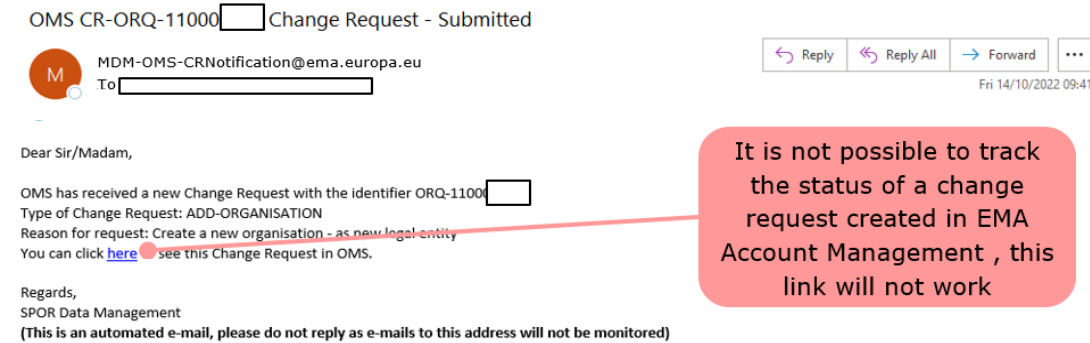 OMS CR-ORQ-11000 Change Request - Submitted
M
MDM-OMS-CRNotification@ema.europa.eu
To
Reply
Reply All
Forward
...
Fri 14/10/2022 09:41
Dear Sir/Madam,
OMS has received a new Change Request with the identifier ORQ-11000
Type of Change Request: ADD-ORGANISATION
Reason for request: Create a new organisation - as new legal entity
You can click here see this Change Request in OMS.
Regards,
SPOR Data Management
(This is an automated e-mail, please do not reply as e-mails to this address will not be monitored)
It is not possible to track
the status of a change
request created in EMA
Account Management , this
link will not work